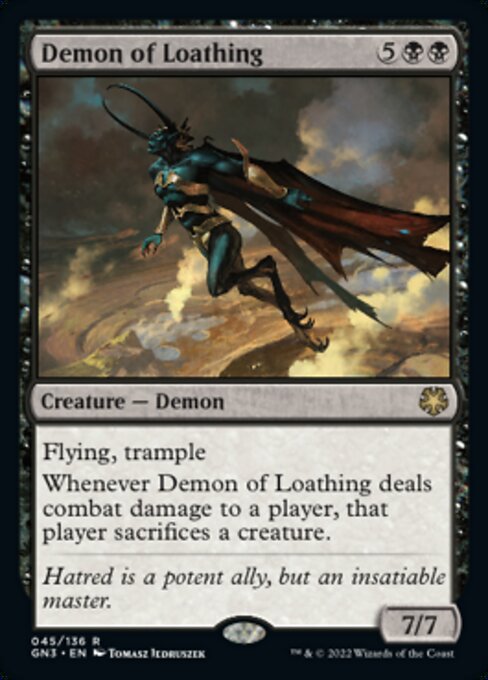 Demon of Loathing 5
Creature — Demon
Flying, trample
Whenever Demon of Loathing deals
combat damage to a player, that
player sacrifices a creature.
Hatred is a potent ally, but an insatiable
master.
7/7
045/136 R
GN3 • EN Tomasz Jedruszek
™ & © 2022 Wizards of the Coast